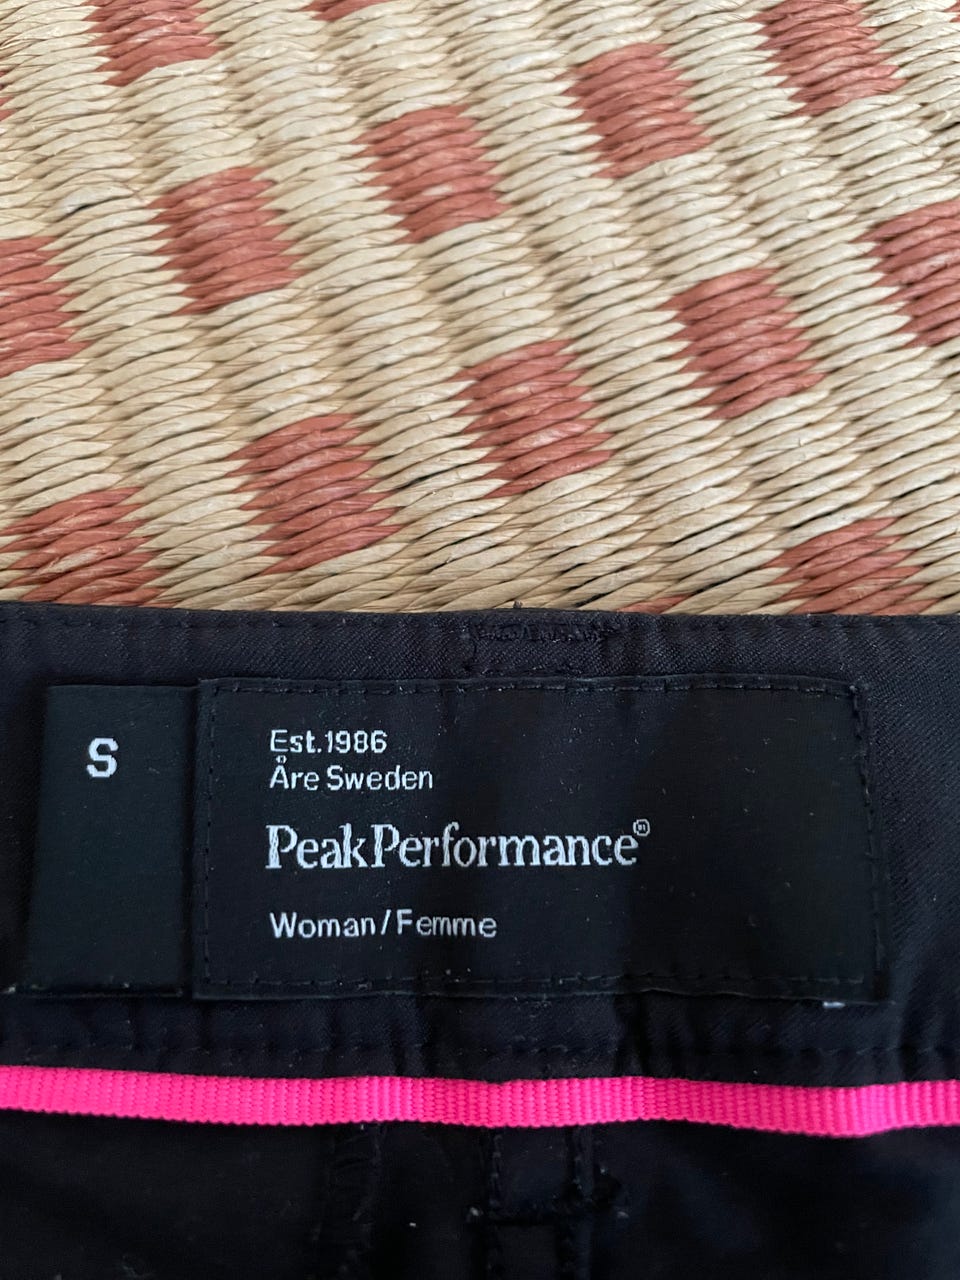 S
Est.1986
Åre Sweden
PeakPerformance®
Woman/Femme